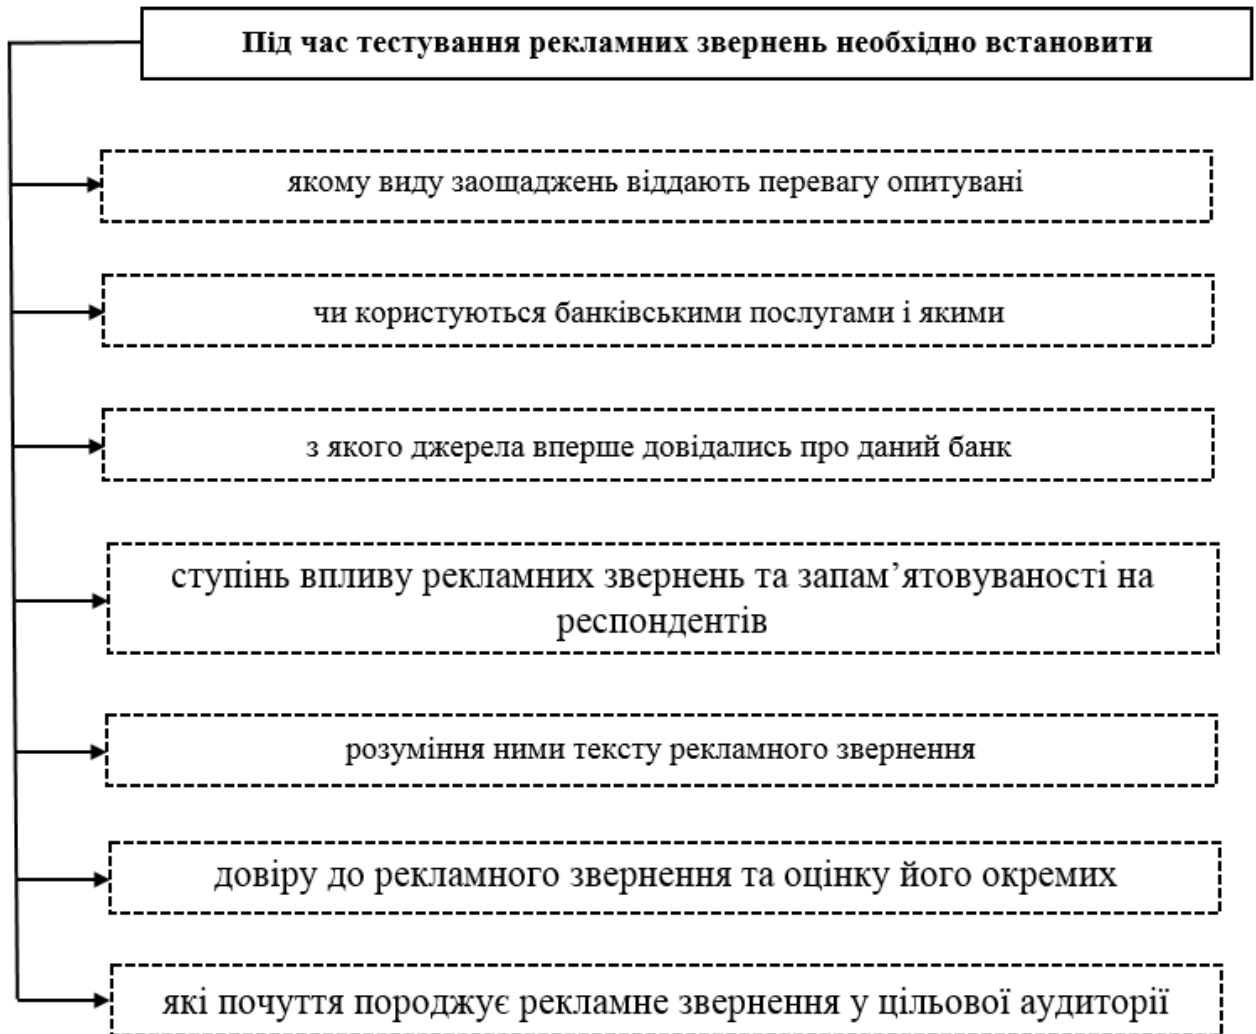 Під час тестування рекламних звернень необхідно встановити
якому виду заощаджень віддають перевагу опитувані
чи користуються банківськими послугами і якими
з якого джерела вперше довідались про даний банк
ступінь впливу рекламних звернень та запам’ятовуваності на
респондентів
розуміння ними тексту рекламного звернення
довіру до рекламного звернення та оцінку його окремих
які почуття породжує рекламне звернення у цільової аудиторії